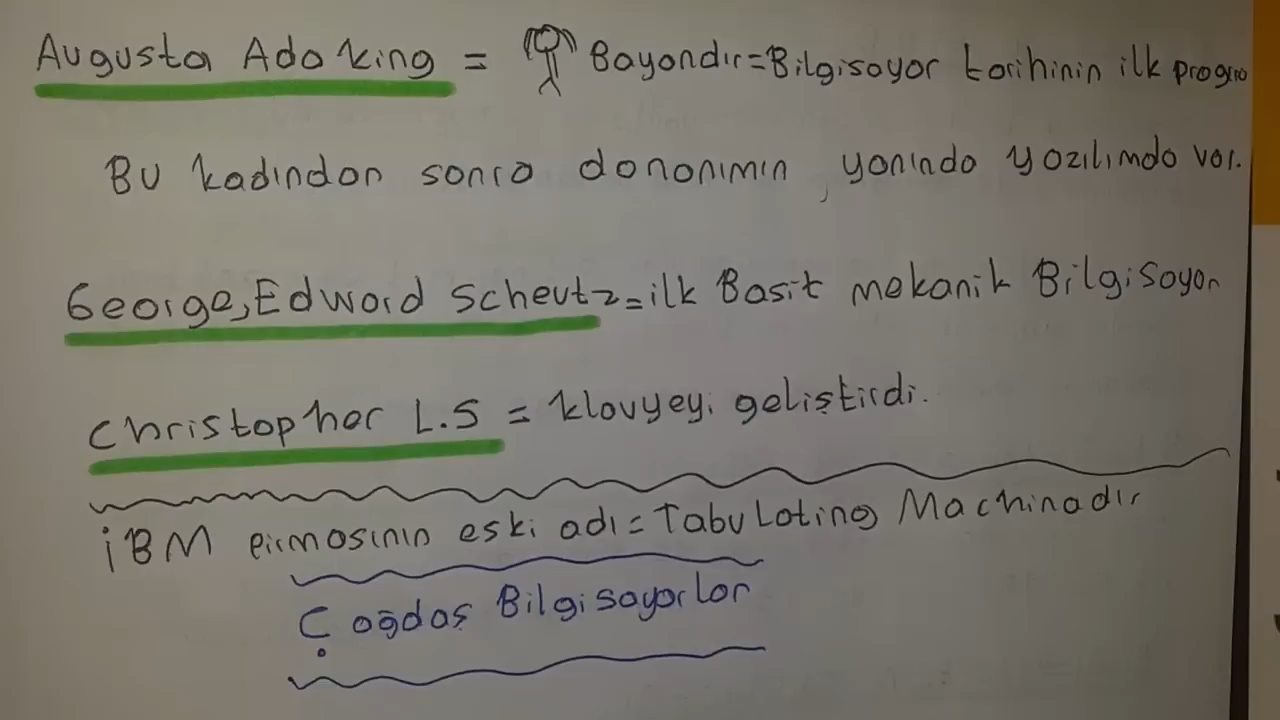 Augusta Ada King = Bayandır=Bilgisayar tarihinin ilk progra
Bu kadından sonra donanımın, yanında yazılımda var.
George, Edward Scheutz=ilk Basit mekanik Bilgisayar
Christopher L.S = klavyeyi geliştirdi.
İBM firmasının eski adı = Tabulating Machinadır
Çağdaş Bilgisayarlar